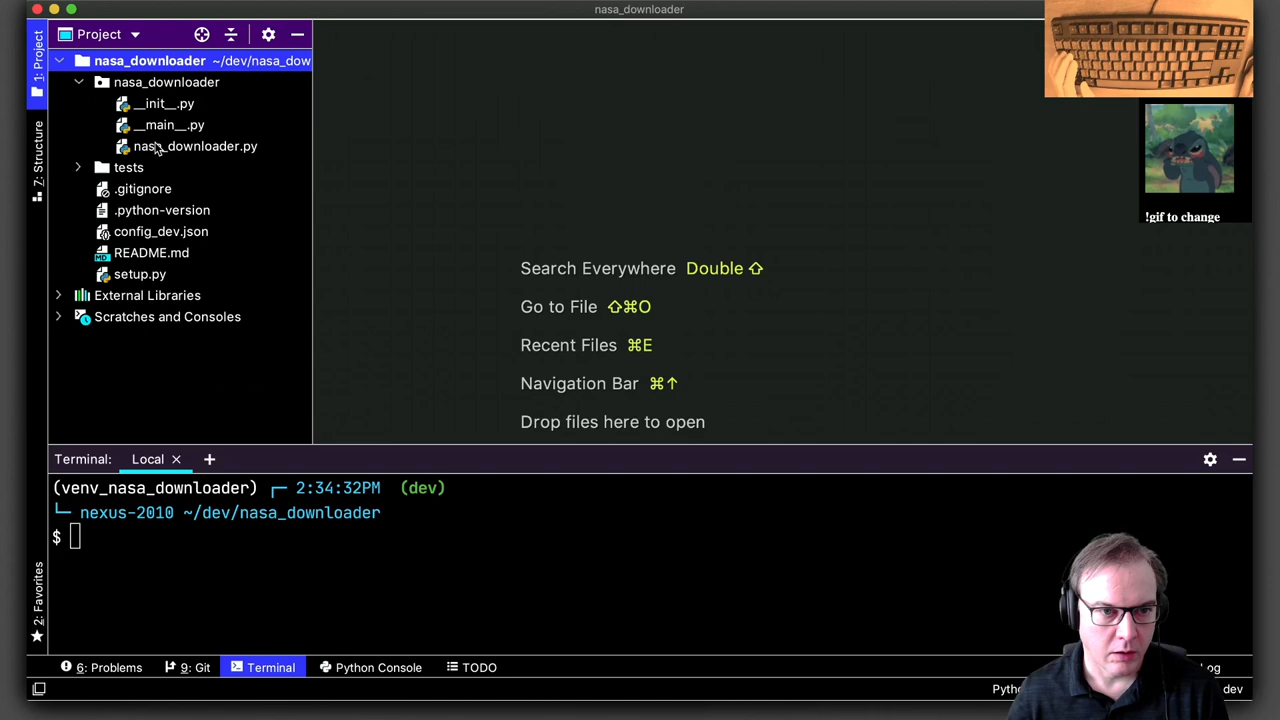 nasa_downloader
1: Project
Project
nasa_downloader ~/dev/nasa_dow
nasa_downloader
__init__.py
__main__.py
nasa_downloader.py
tests
.gitignore
.python-version
config_dev.json
README.md
setup.py
External Libraries
Scratches and Consoles
7: Structure
2: Favorites
Search Everywhere Double ⇧
Go to File ⇧⌘O
Recent Files ⌘E
Navigation Bar ⌘↑
Drop files here to open
!gif to change
Terminal: Local × +
(venv_nasa_downloader) ┌─ 2:34:32PM (dev)
└─ nexus-2010 ~/dev/nasa_downloader
$
6: Problems 9: Git Terminal Python Console TODO
dev